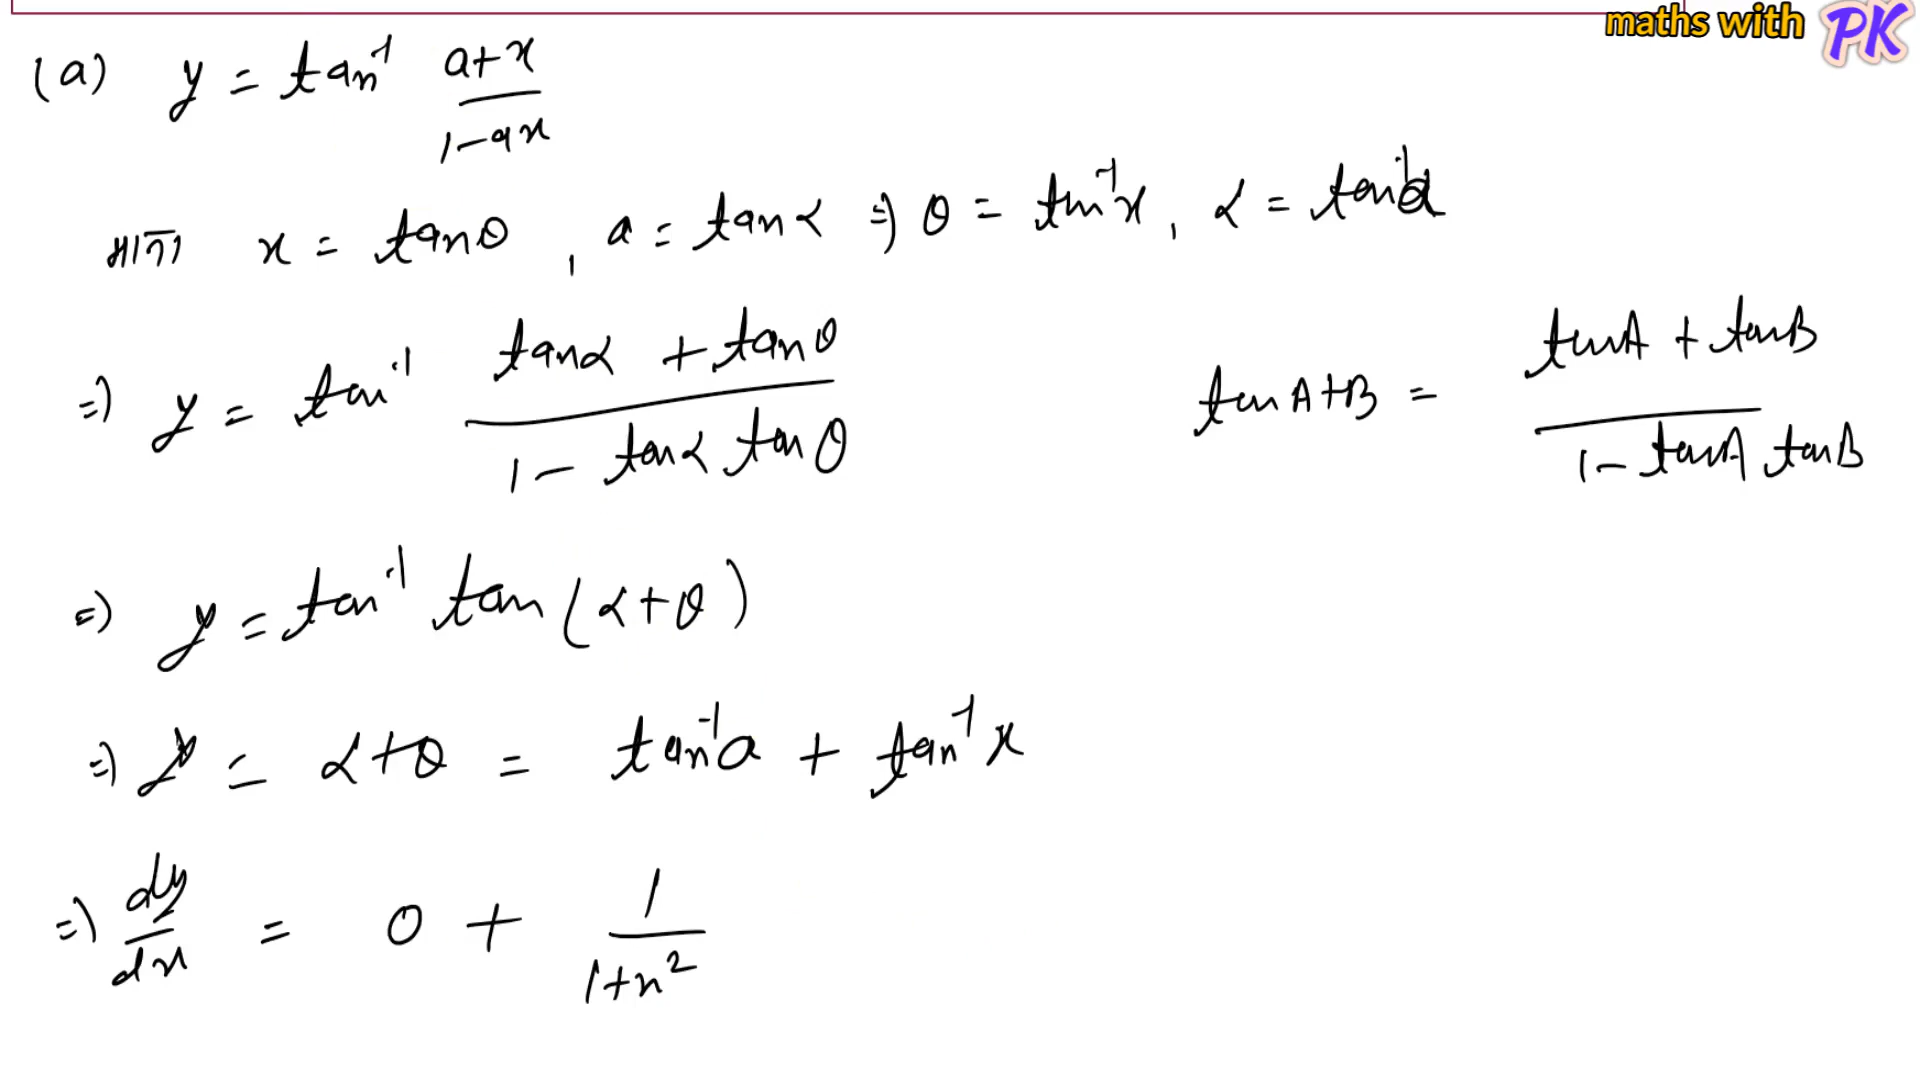 maths with PK
(a) y = tan⁻¹ (a+x)/(1-ax)
माना x = tanθ, a = tanα ⇒ θ = tan⁻¹x, α = tan⁻¹a
⇒ y = tan⁻¹ (tanα + tanθ)/(1 - tanα tanθ)
tan A+B = (tanA + tanB)/(1 - tanA tanB)
⇒ y = tan⁻¹ tan (α+θ)
⇒ y = α+θ = tan⁻¹a + tan⁻¹x
⇒ dy/dx = 0 + 1/(1+x²)